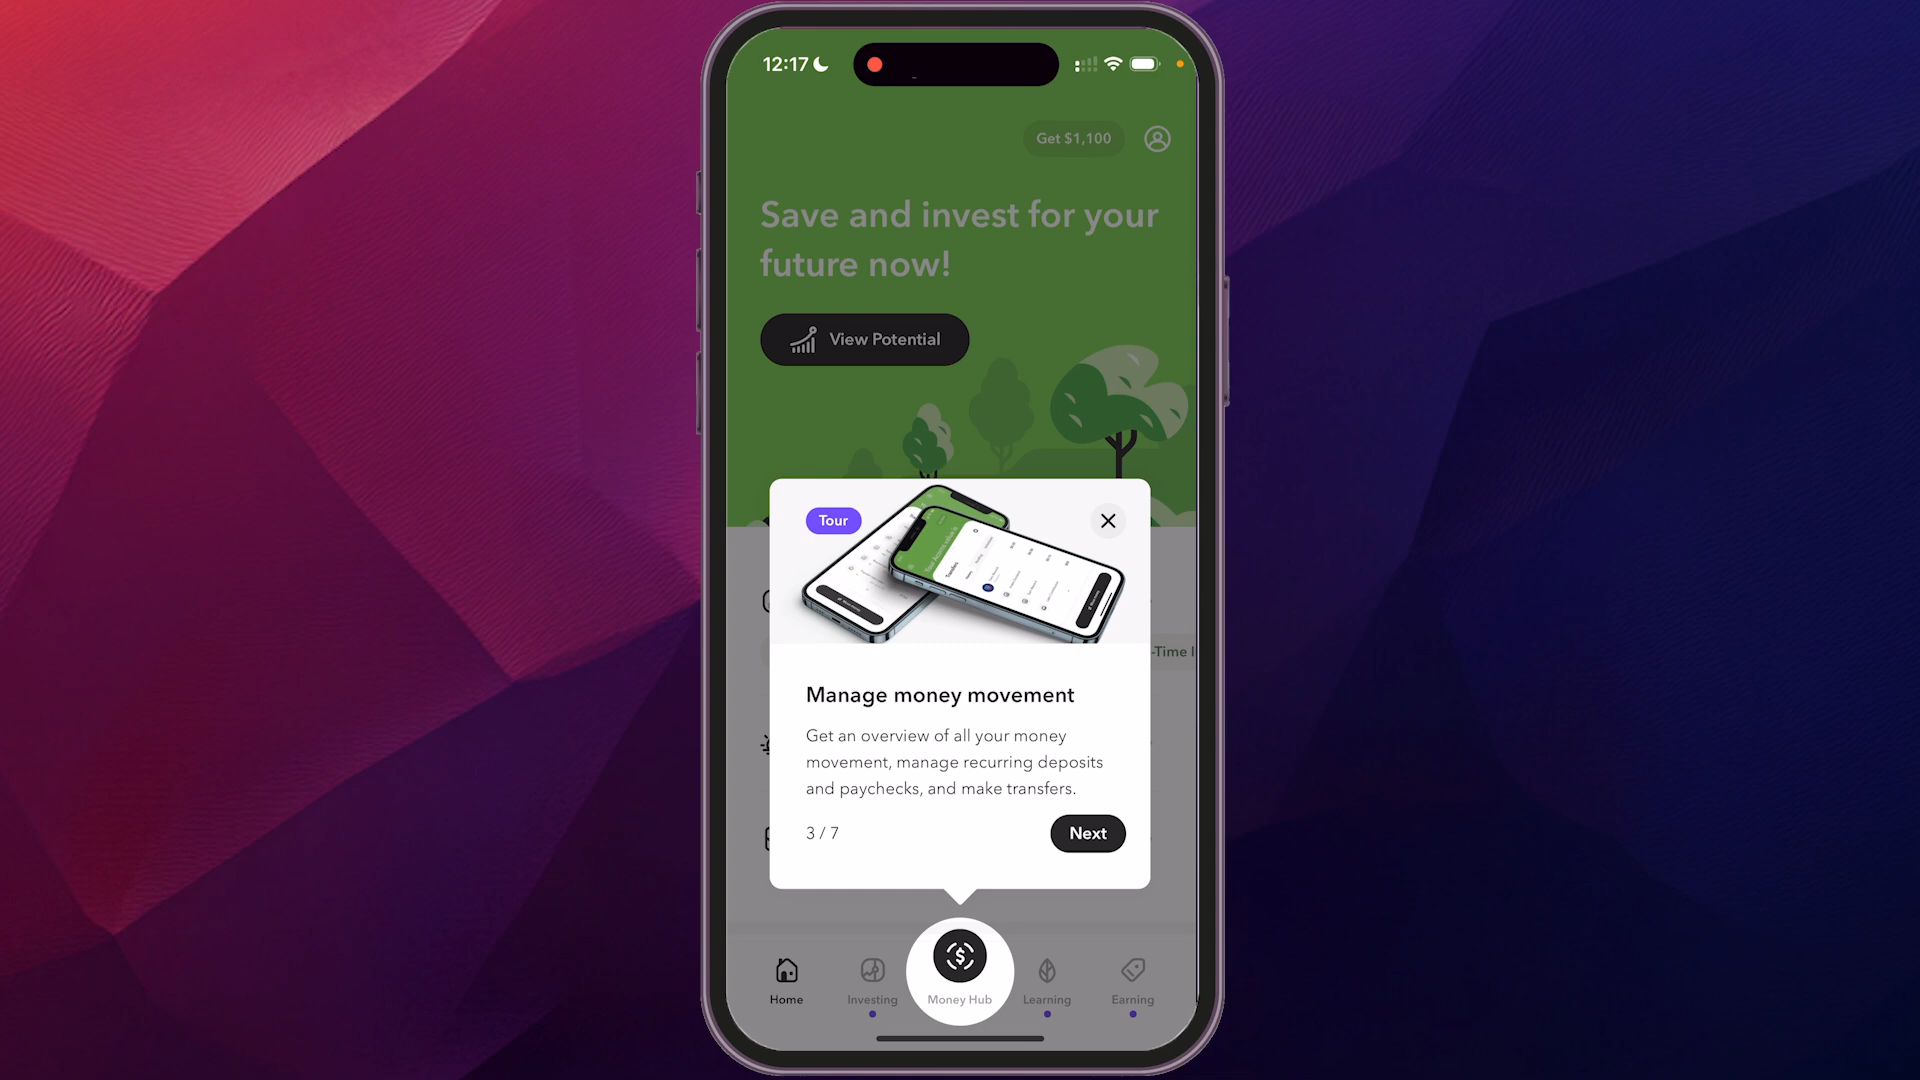 12:17
Get $1,100
Save and invest for your
future now!
View Potential
Tour
-Time I
Manage money movement
Get an overview of all your money
movement, manage recurring deposits
and paychecks, and make transfers.
3 / 7
Next
Home
Investing
Money Hub
Learning
Earning